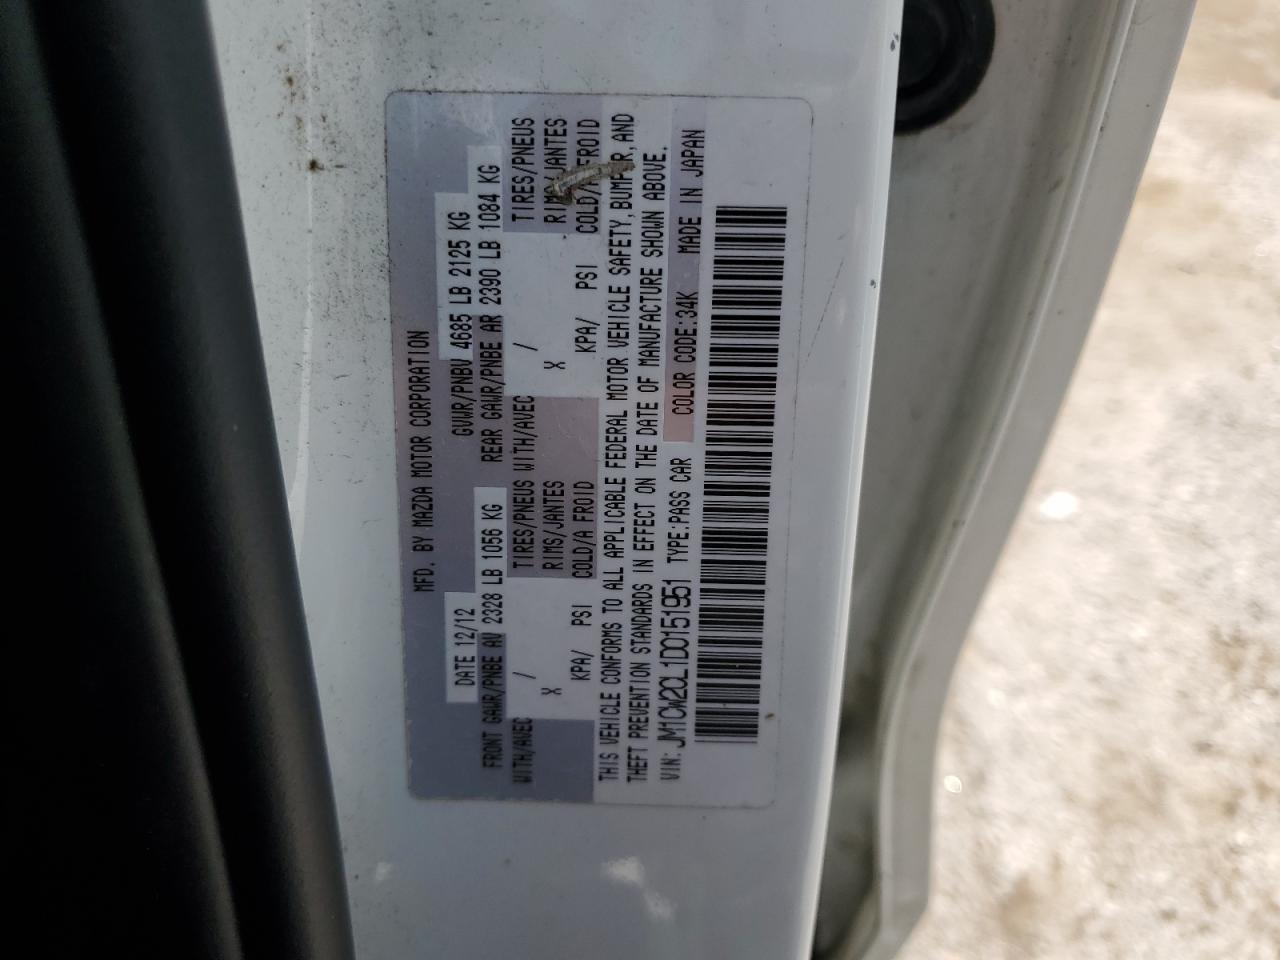 MFD. BY MAZDA MOTOR CORPORATION
DATE 12/12 GVWR/PNBV 4685 LB 2125 KG
FRONT GAWR/PNBE AV 2328 LB 1056 KG REAR GAWR/PNBE AR 2390 LB 1084 KG
WITH/AVEC / TIRES/PNEUS WITH/AVEC / TIRES/PNEUS
X RIMS/JANTES X RIMS/JANTES
KPA/ PSI COLD/A FROID KPA/ PSI COLD/A FROID
THIS VEHICLE CONFORMS TO ALL APPLICABLE FEDERAL MOTOR VEHICLE SAFETY, BUMPER, AND
THEFT PREVENTION STANDARDS IN EFFECT ON THE DATE OF MANUFACTURE SHOWN ABOVE.
VIN: JM1CW2CL1D0151951 TYPE: PASS CAR COLOR CODE: 34K MADE IN JAPAN